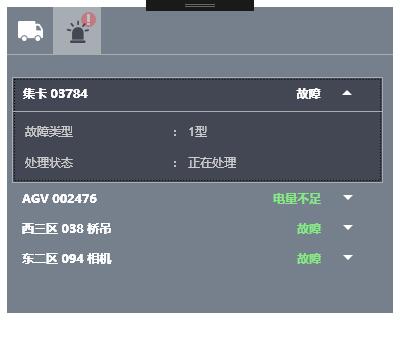 集卡 03784 故障
故障类型 : 1型
处理状态 : 正在处理
AGV 002476 电量不足
西三区 038 桥吊 故障
东二区 094 相机 故障